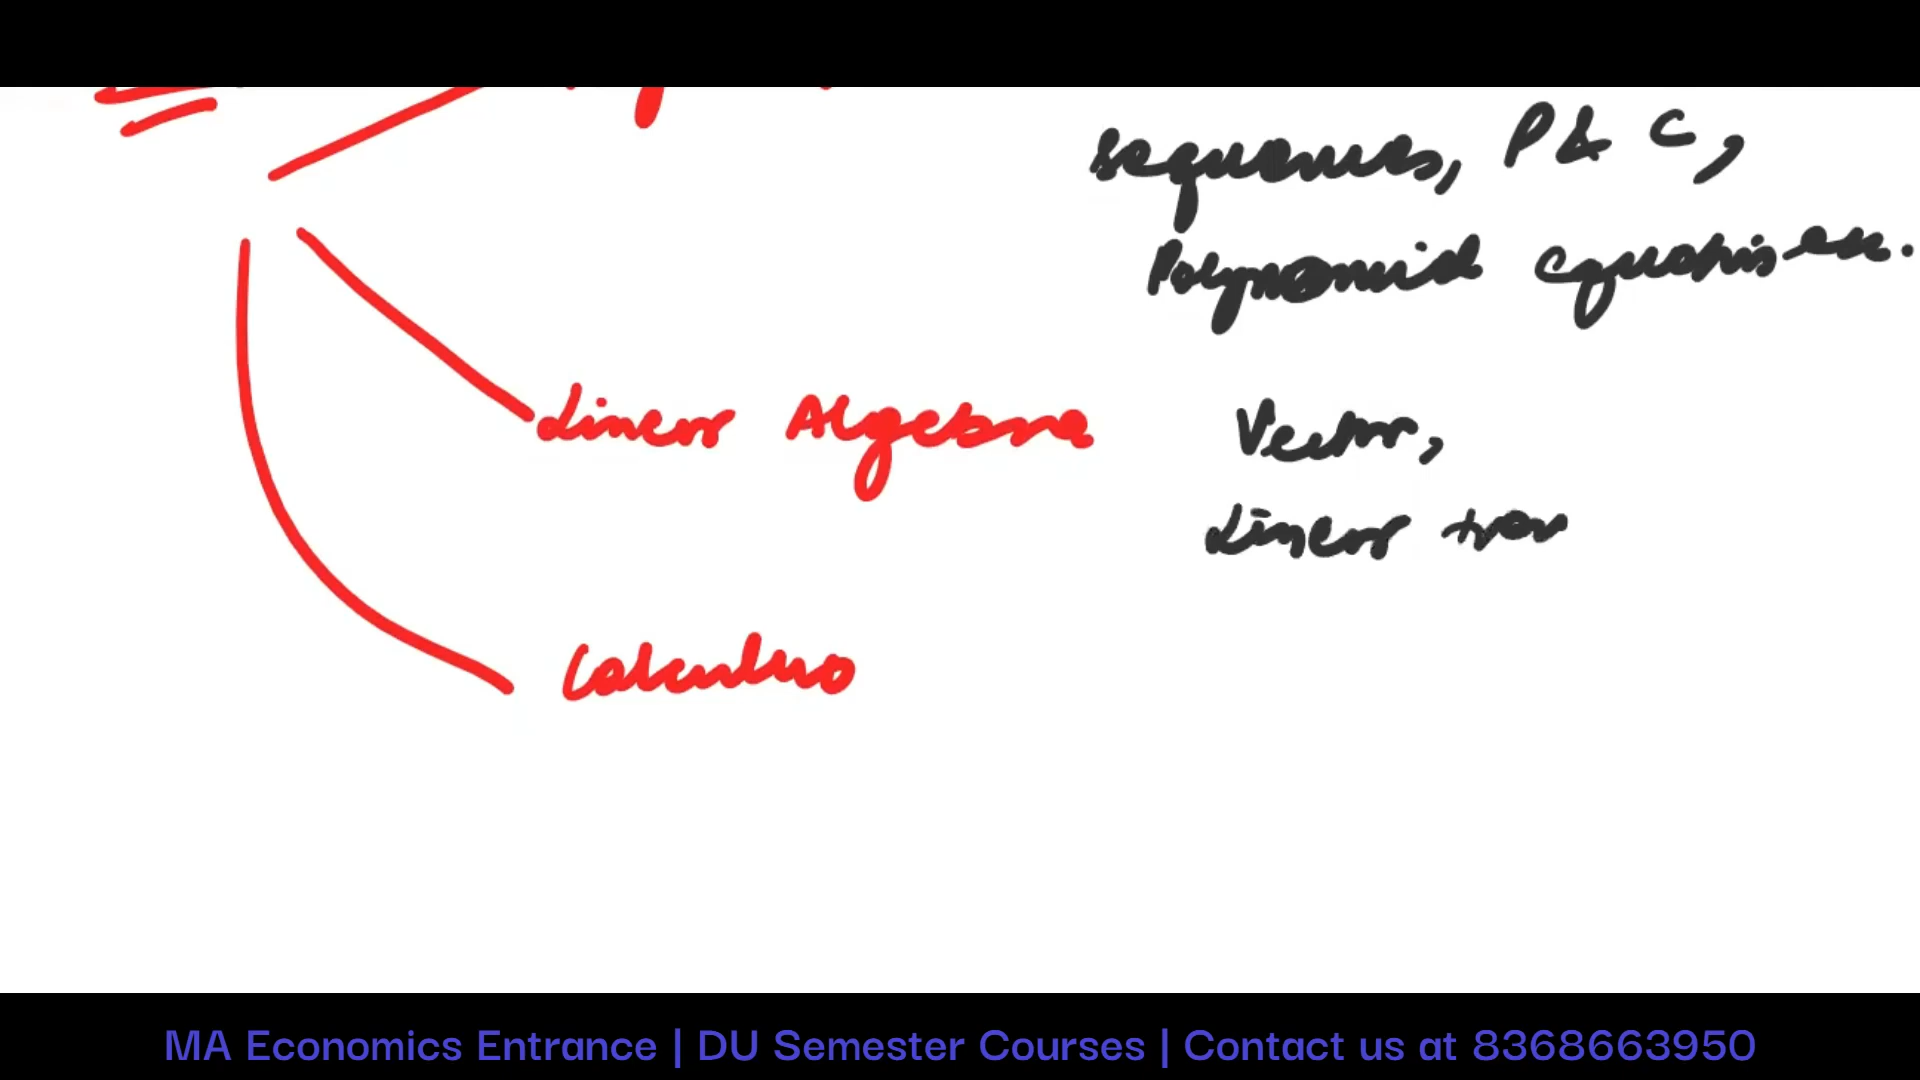 sequences, P & C,
Polynomial equations etc.
Linear Algebra
Vector,
Linear tran
Calculus
MA Economics Entrance | DU Semester Courses | Contact us at 8368663950